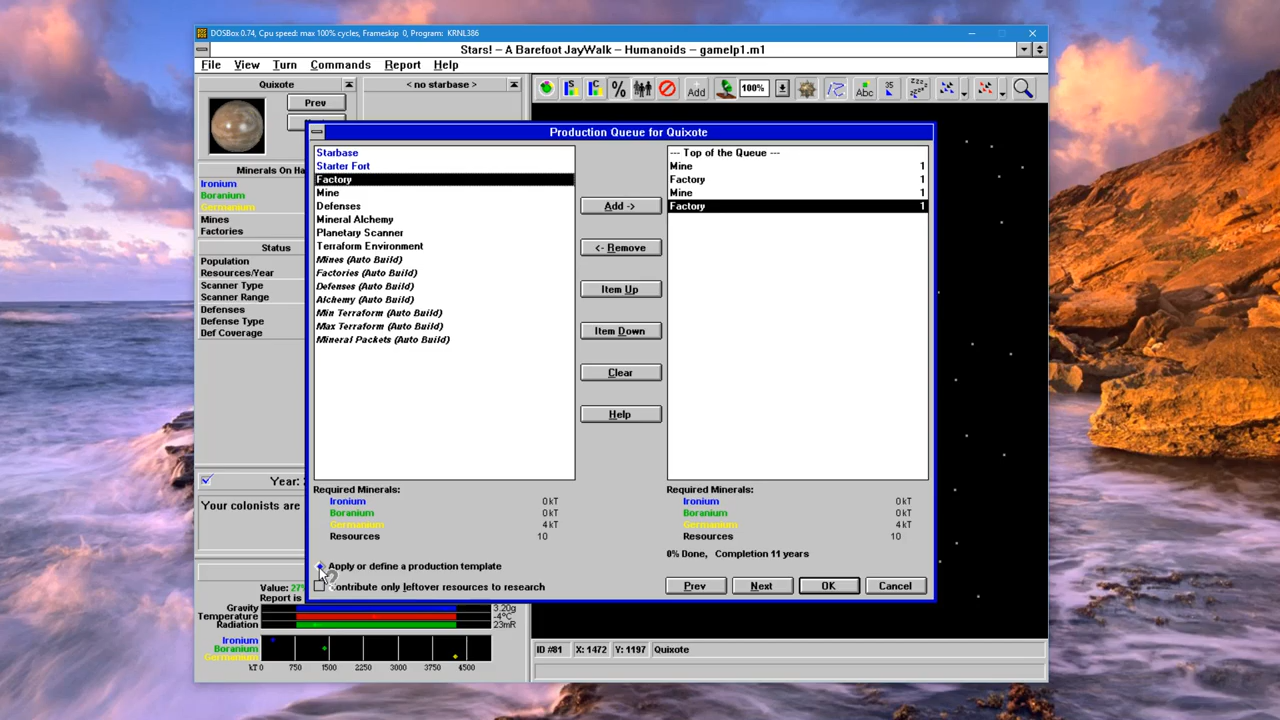 DOSBox 0.74, Cpu speed: max 100% cycles, Frameskip 0, Program: KRNL386
Stars! – A Barefoot JayWalk – Humanoids – gamelp1.m1
File View Turn Commands Report Help
Quixote
< no starbase >
Prev
100%
Add
Abc
35
Minerals On Ha
Ironium
Boranium
Germanium
Mines
Factories
Status
Population
Resources/Year
Scanner Type
Scanner Range
Defenses
Defense Type
Def Coverage
Year: 
Your colonists are
Production Queue for Quixote
Starbase
Starter Fort
Factory
Mine
Defenses
Mineral Alchemy
Planetary Scanner
Terraform Environment
Mines (Auto Build)
Factories (Auto Build)
Defenses (Auto Build)
Alchemy (Auto Build)
Min Terraform (Auto Build)
Max Terraform (Auto Build)
Mineral Packets (Auto Build)
Add ->
<- Remove
Item Up
Item Down
Clear
Help
--- Top of the Queue ---
Mine 1
Factory 1
Mine 1
Factory 1
Required Minerals:
Ironium 0kT
Boranium 0kT
Germanium 4kT
Resources 10
Required Minerals:
Ironium 0kT
Boranium 0kT
Germanium 4kT
Resources 10
0% Done, Completion 11 years
Apply or define a production template
Contribute only leftover resources to research
Prev Next OK Cancel
Value: 27%
Report is
Gravity 3.20g
Temperature -4°C
Radiation 23mR
Ironium
Boranium
Germanium
kT 0 750 1500 2250 3000 3750 4500
ID #81 X: 1472 Y: 1197 Quixote